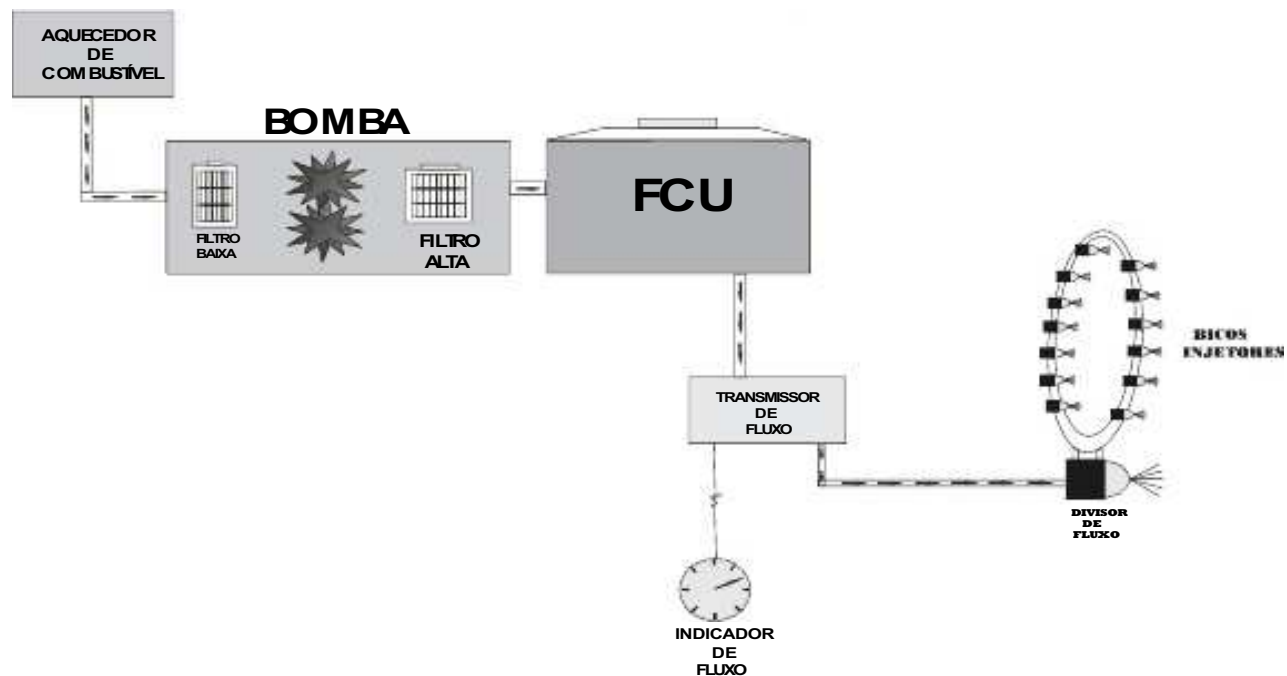 AQUECEDOR
DE
COMBUSTÍVEL
BOMBA
FILTRO
BAIXA
FILTRO
ALTA
FCU
TRANSMISSOR
DE
FLUXO
BICOS
INJETORES
DIVISOR
DE
FLUXO
INDICADOR
DE
FLUXO